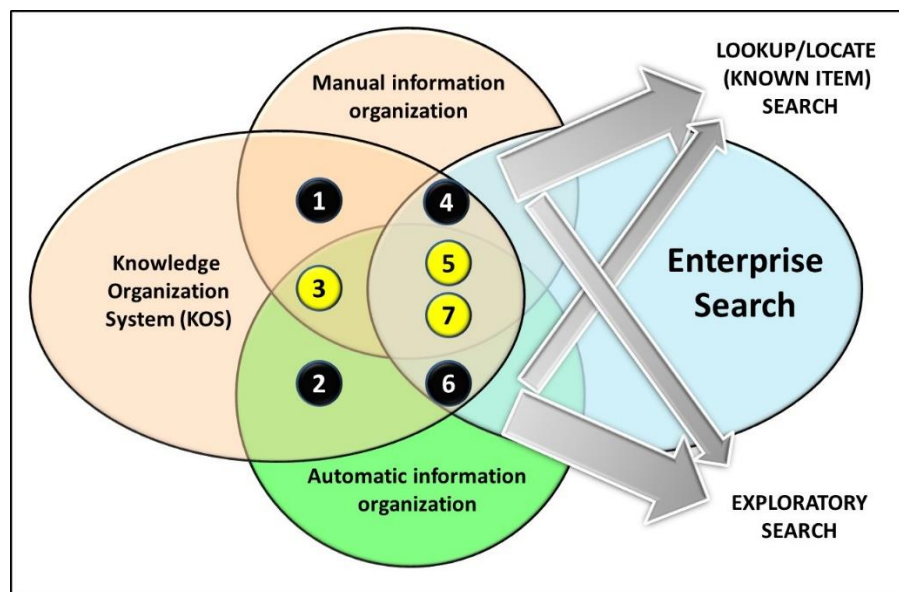 LOOKUP/LOCATE
(KNOWN ITEM)
SEARCH
Manual information
organization
1
4
Knowledge
Organization
System (KOS)
3
5
7
Enterprise
Search
2
6
Automatic information
organization
EXPLORATORY
SEARCH